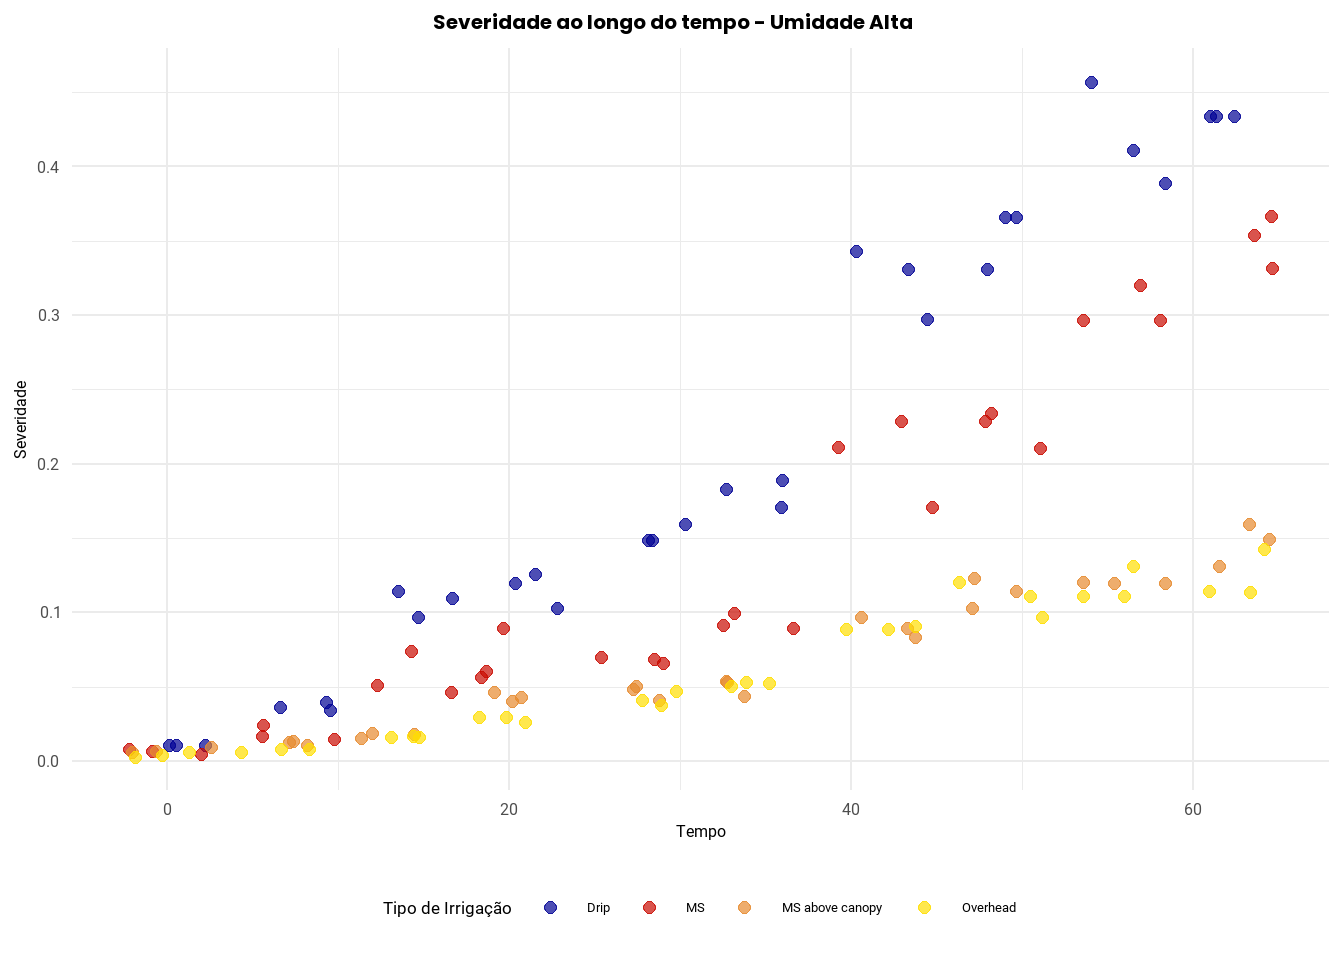 Severidade ao longo do tempo - Umidade Alta
Severidade
0.4
0.3
0.2
0.1
0.0
0 20 40 60
Tempo
Tipo de Irrigação Drip MS MS above canopy Overhead